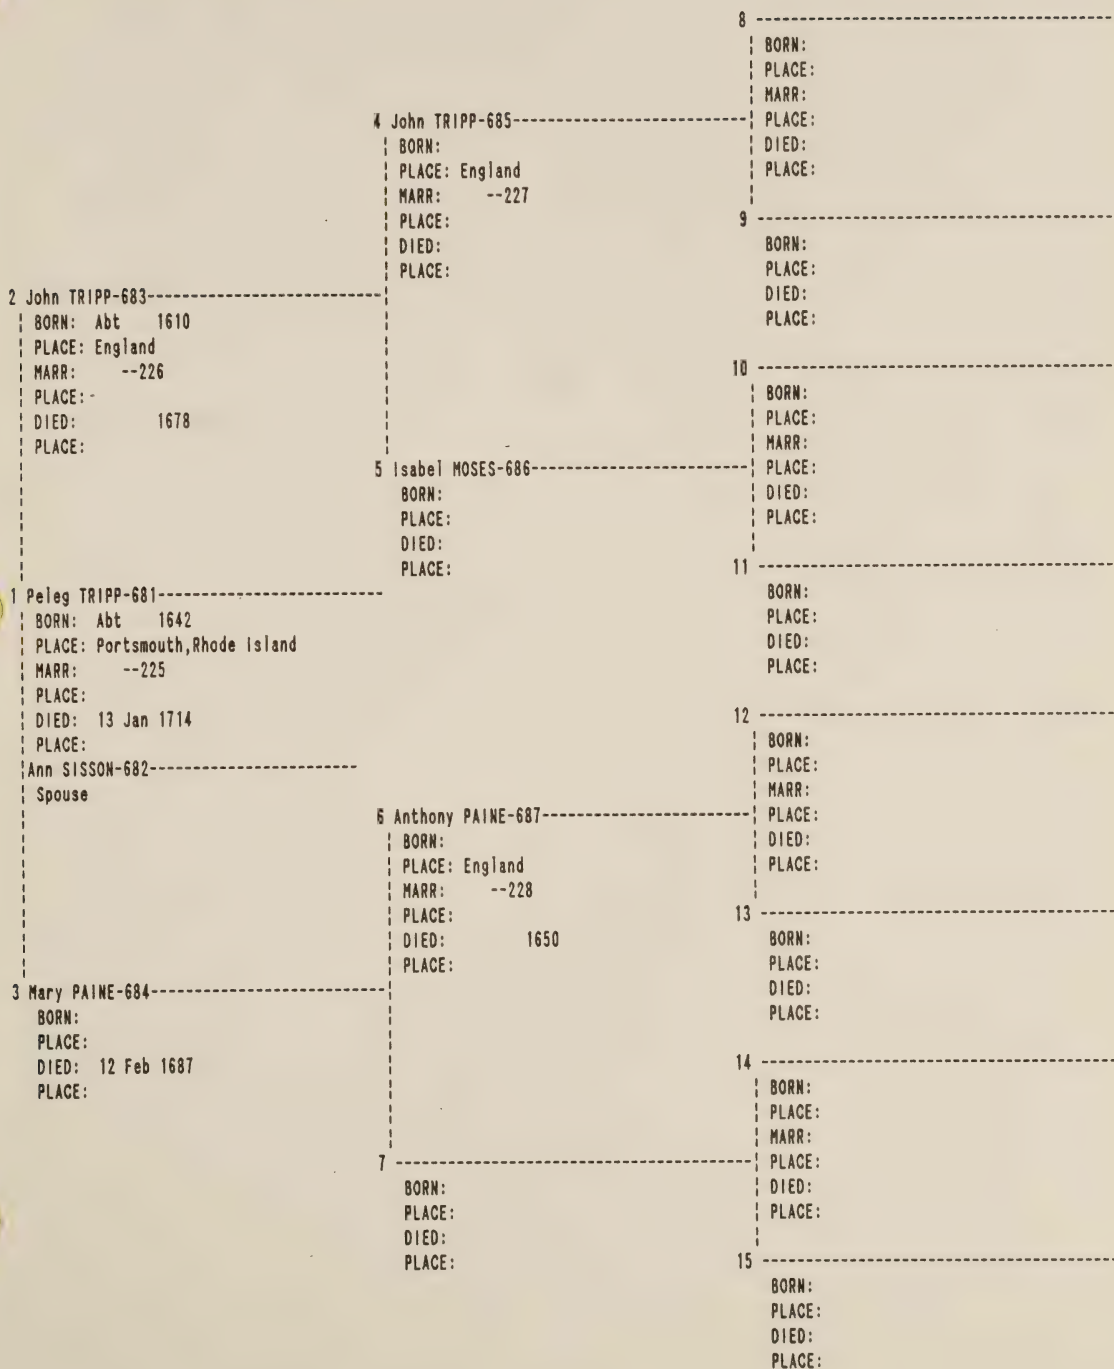 8 ----------------------------------------
BORN:
PLACE:
MARR:
4 John TRIPP-685------------------------- PLACE:
BORN: DIED:
PLACE: England PLACE:
MARR: --227
PLACE: 9 ----------------------------------------
DIED: BORN:
PLACE: PLACE:
2 John TRIPP-683------------------------- DIED:
BORN: Abt 1610 PLACE:
PLACE: England
MARR: --226 10 ----------------------------------------
PLACE:- BORN:
DIED: 1678 PLACE:
PLACE: MARR:
5 Isabel MOSES-686----------------------- PLACE:
BORN: DIED:
PLACE: PLACE:
DIED:
PLACE: 11 ----------------------------------------
1 Peleg TRIPP-681------------------------ BORN:
BORN: Abt 1642 PLACE:
PLACE: Portsmouth,Rhode Island DIED:
MARR: --225 PLACE:
PLACE:
DIED: 13 Jan 1714 12 ----------------------------------------
PLACE: BORN:
Ann SISSON-682----------------------- PLACE:
Spouse MARR:
6 Anthony PAINE-687---------------------- PLACE:
BORN: DIED:
PLACE: England PLACE:
MARR: --228
PLACE: 13 ----------------------------------------
DIED: 1650 BORN:
PLACE: PLACE:
3 Mary PAINE-684------------------------- DIED:
BORN: PLACE:
PLACE:
DIED: 12 Feb 1687 14 ----------------------------------------
PLACE: BORN:
PLACE:
MARR:
7 ---------------------------------------- PLACE:
BORN: DIED:
PLACE: PLACE:
DIED:
PLACE: 15 ----------------------------------------
BORN:
PLACE:
DIED:
PLACE: